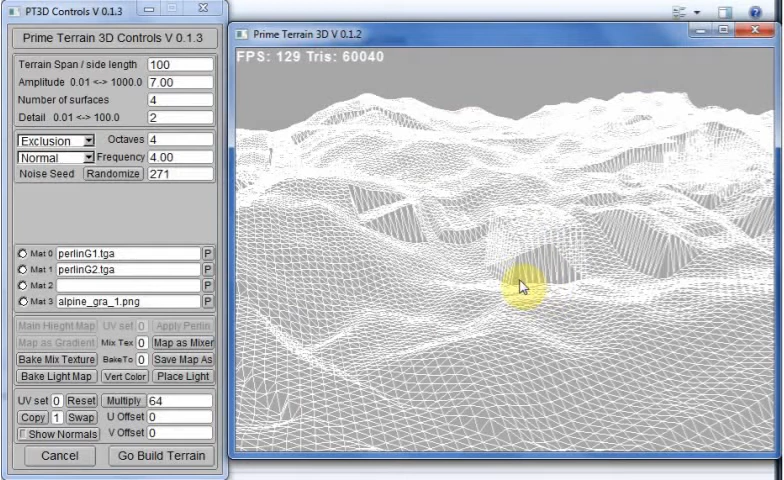 PT3D Controls V 0.1.3
Prime Terrain 3D Controls V 0.1.3
Terrain Span / side length 100
Amplitude 0.01 <-> 1000.0 7.00
Number of surfaces 4
Detail 0.01 <-> 100.0 2
Exclusion Octaves 4
Normal Frequency 4.00
Noise Seed Randomize 271
Mat 0 perlinG1.tga P
Mat 1 perlinG2.tga P
Mat 2 P
Mat 3 alpine_gra_1.png P
Main Hieght Map UV set 0 Apply Perlin
Map as Gradient Mix Tex 0 Map as Mixer
Bake Mix Texture BakeTo 0 Save Map As
Bake Light Map Vert Color Place Light
UV set 0 Reset Multiply 64
Copy 1 Swap U Offset 0
Show Normals V Offset 0
Cancel Go Build Terrain
Prime Terrain 3D V 0.1.2
FPS: 129 Tris: 60040